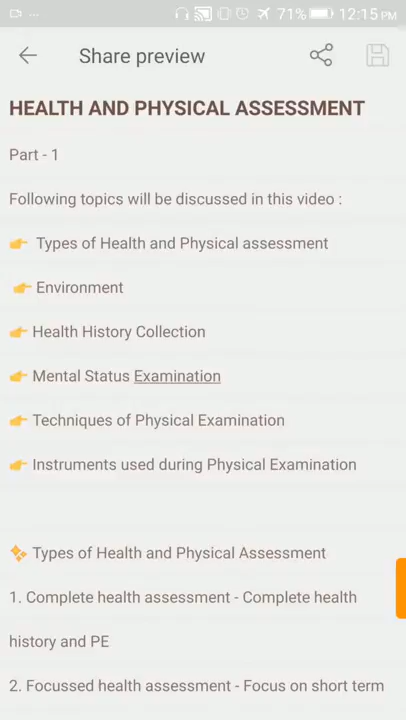 71% 12:15 PM
Share preview
HEALTH AND PHYSICAL ASSESSMENT
Part - 1
Following topics will be discussed in this video :
👉 Types of Health and Physical assessment
👉 Environment
👉 Health History Collection
👉 Mental Status Examination
👉 Techniques of Physical Examination
👉 Instruments used during Physical Examination
✨ Types of Health and Physical Assessment
1. Complete health assessment - Complete health
history and PE
2. Focussed health assessment - Focus on short term